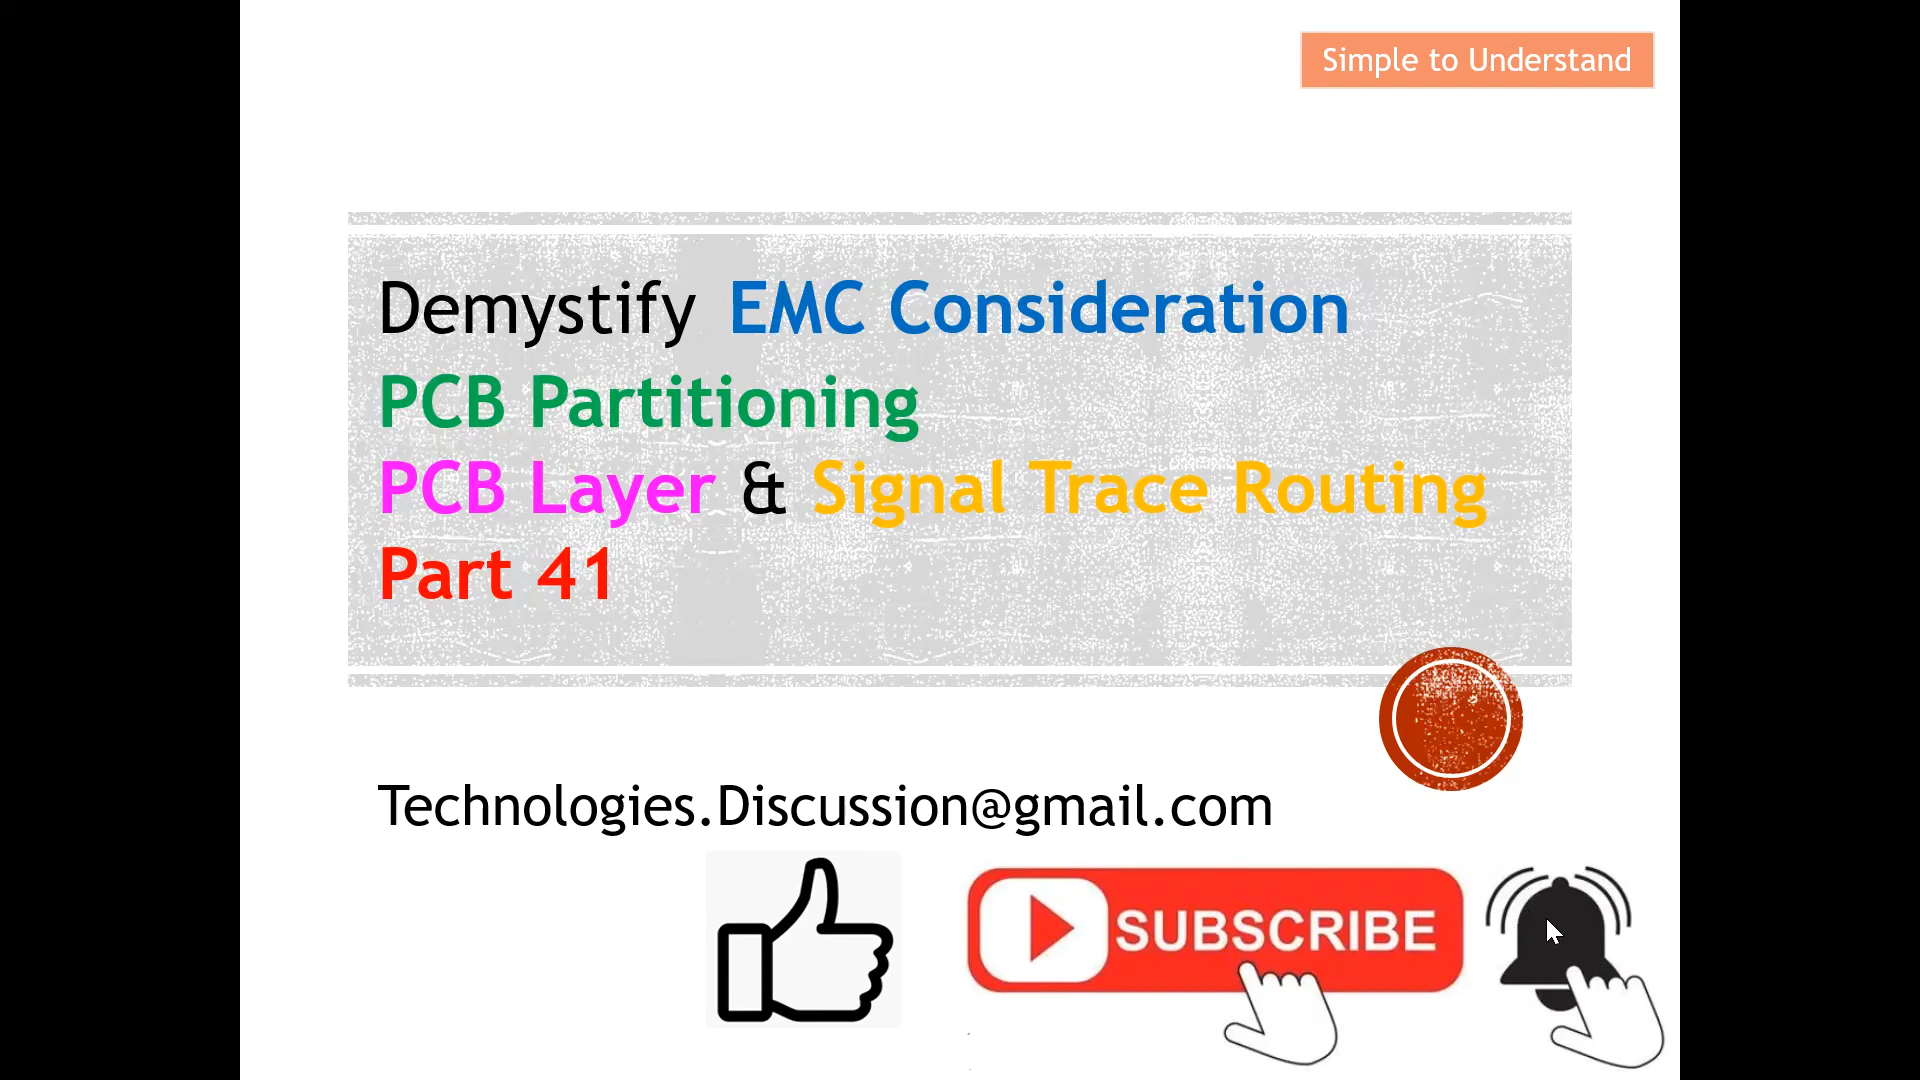 Simple to Understand
Demystify EMC Consideration
PCB Partitioning
PCB Layer & Signal Trace Routing
Part 41
Technologies.Discussion@gmail.com
SUBSCRIBE